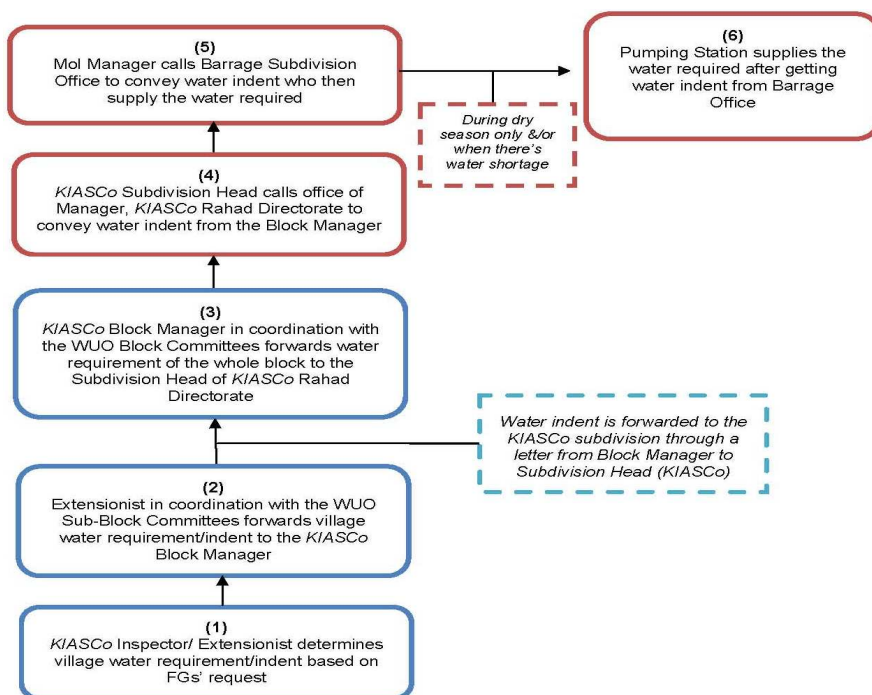 (5)
MoI Manager calls Barrage Subdivision
Office to convey water indent who then
supply the water required
(6)
Pumping Station supplies the
water required after getting
water indent from Barrage
Office
During dry
season only &/or
when there's
water shortage
(4)
KIASCo Subdivision Head calls office of
Manager, KIASCo Rahad Directorate to
convey water indent from the Block Manager
(3)
KIASCo Block Manager in coordination with
the WUO Block Committees forwards water
requirement of the whole block to the
Subdivision Head of KIASCo Rahad
Directorate
Water indent is forwarded to the
KIASCo subdivision through a
letter from Block Manager to
Subdivision Head (KIASCo)
(2)
Extensionist in coordination with the WUO
Sub-Block Committees forwards village
water requirement/indent to the KIASCo
Block Manager
(1)
KIASCo Inspector/ Extensionist determines
village water requirement/indent based on
FGs' request